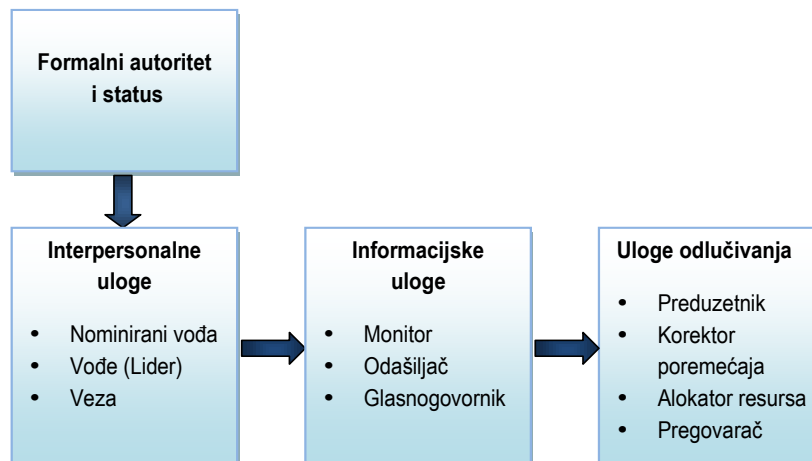 Formalni autoritet
i status
Interpersonalne
uloge
• Nominirani vođa
• Vođe (Lider)
• Veza
Informacijske
uloge
• Monitor
• Odašiljač
• Glasnogovornik
Uloge odlučivanja
• Preduzetnik
• Korektor
poremećaja
• Alokator resursa
• Pregovarač